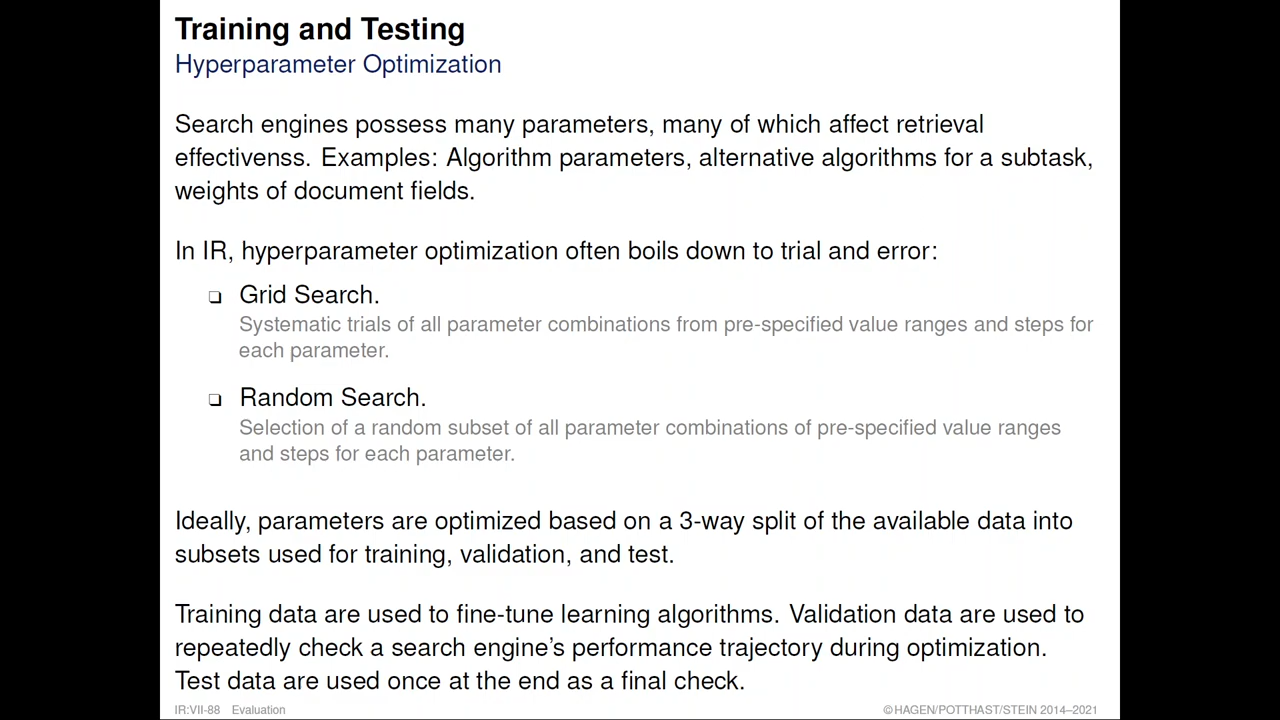 Training and Testing
Hyperparameter Optimization
Search engines possess many parameters, many of which affect retrieval
effectivenss. Examples: Algorithm parameters, alternative algorithms for a subtask,
weights of document fields.
In IR, hyperparameter optimization often boils down to trial and error:
❏ Grid Search.
Systematic trials of all parameter combinations from pre-specified value ranges and steps for
each parameter.
❏ Random Search.
Selection of a random subset of all parameter combinations of pre-specified value ranges
and steps for each parameter.
Ideally, parameters are optimized based on a 3-way split of the available data into
subsets used for training, validation, and test.
Training data are used to fine-tune learning algorithms. Validation data are used to
repeatedly check a search engine’s performance trajectory during optimization.
Test data are used once at the end as a final check.
IR:VII-88 Evaluation ©HAGEN/POTTHAST/STEIN 2014–2021